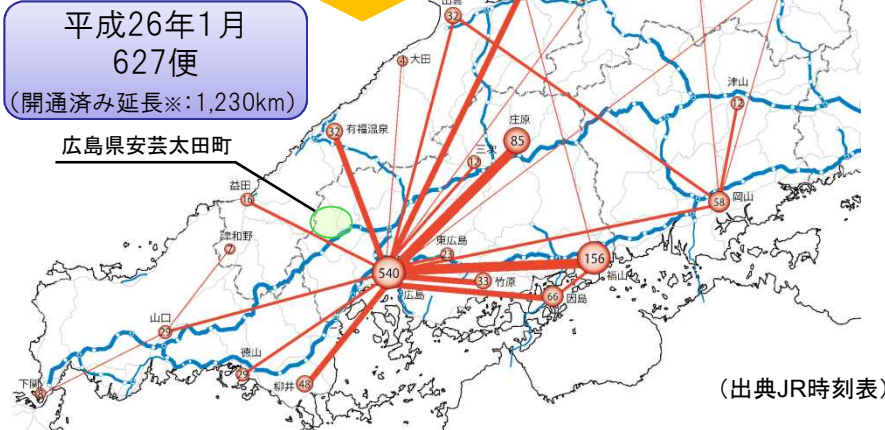 平成26年1月
627便
(開通済み延長※:1,230km)
出雲
32
4 大田
津山
12
32 有福温泉
庄原
85
広島県安芸太田町
三次
12
益田
16
58 岡山
津和野
7
東広島
23
540
広島
156
福山
33 竹原
66
因島
山口
29
徳山
29
柳井 48
下関
8
(出典JR時刻表)